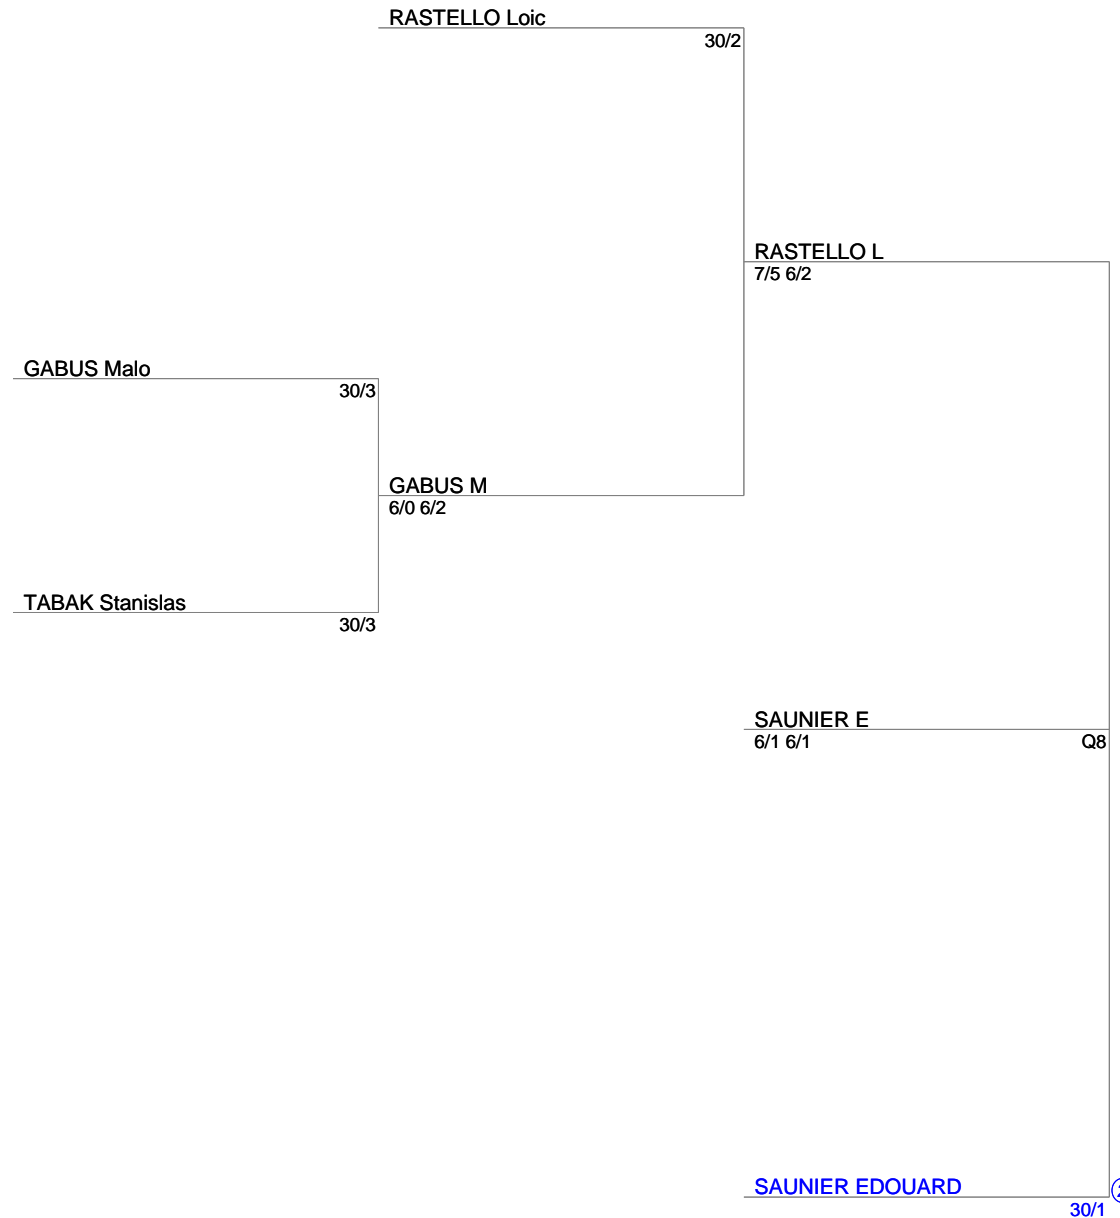 RASTELLO Loic
30/2
RASTELLO L
7/5 6/2
GABUS Malo
30/3
GABUS M
6/0 6/2
TABAK Stanislas
30/3
SAUNIER E
6/1 6/1 Q8
SAUNIER EDOUARD
30/1